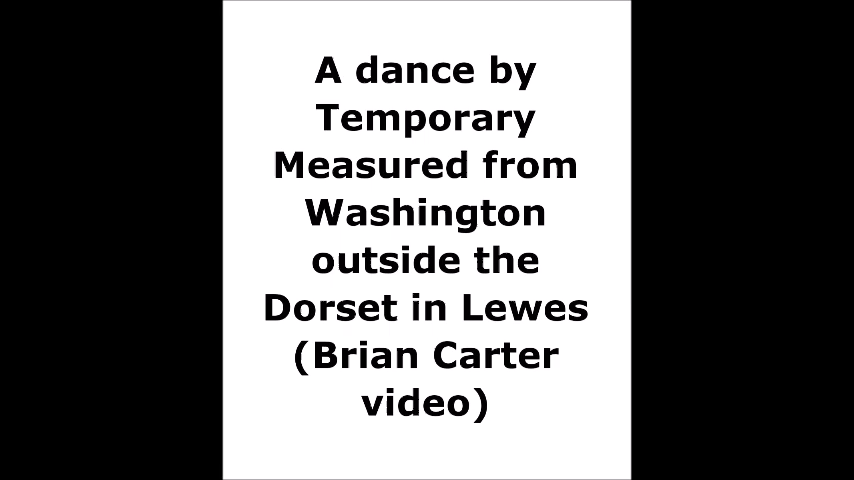 A dance by
Temporary
Measured from
Washington
outside the
Dorset in Lewes
(Brian Carter
video)